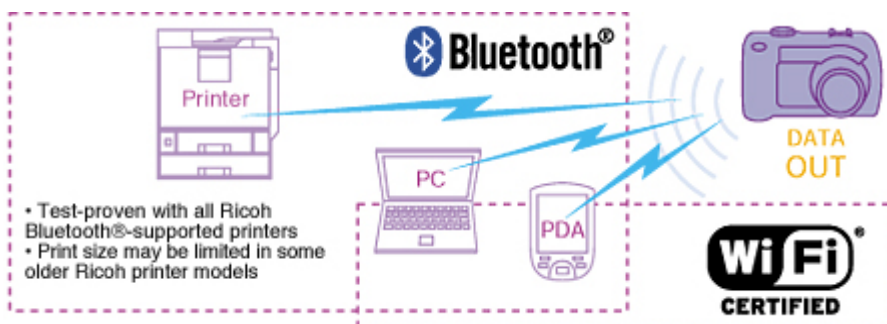 Bluetooth®
Printer
DATA
OUT
PC
PDA
• Test-proven with all Ricoh
Bluetooth®-supported printers
• Print size may be limited in some
older Ricoh printer models
Wi Fi®
CERTIFIED